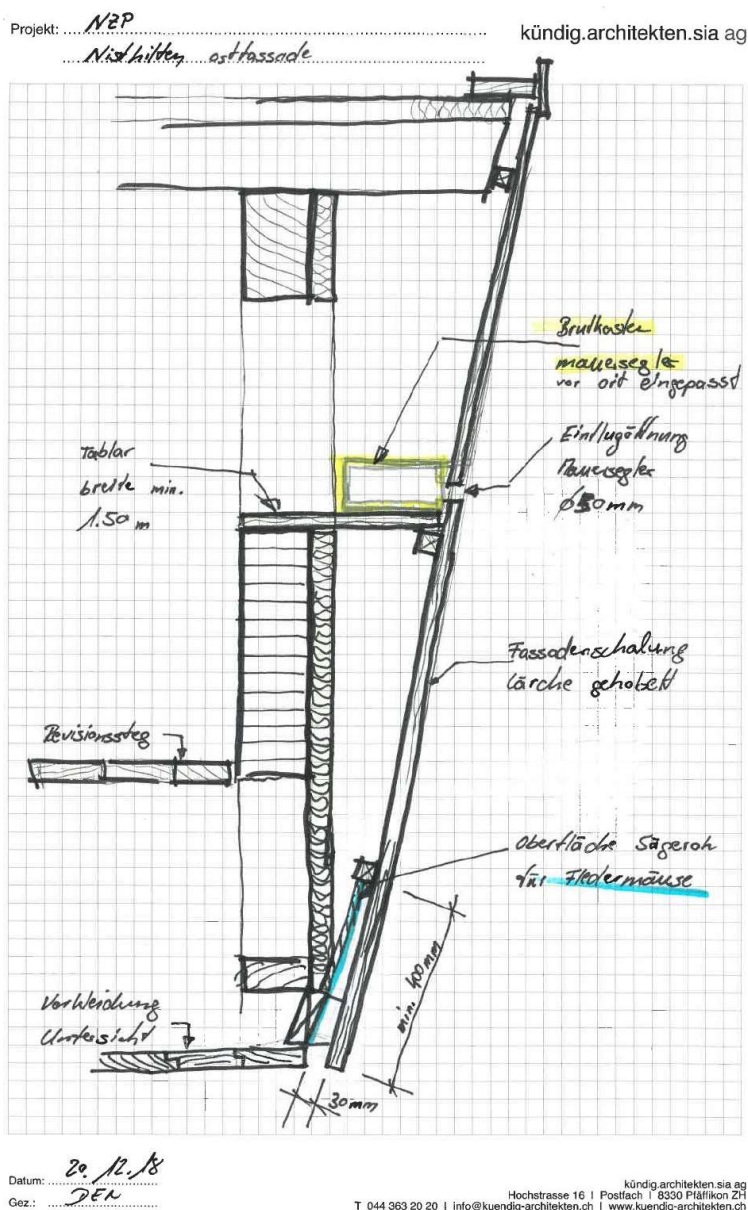 Projekt: NZP
kündig.architekten.sia ag
Nisthilfen ostfassade
Brutkasten
mauersegler
vor ort eingepasst
Einflugöffnung
Mauersegler
Ø50mm
Tablar
breite min.
1.50 m
Fassadenschalung
Lärche gehobelt
Revisionssteg
Oberfläche Sägeroh
für Fledermäuse
min. 400mm
Verkleidung
Untersicht
30mm
Datum: 20.12.18
Gez.: DEN
kündig.architekten.sia ag
Hochstrasse 16 | Postfach | 8330 Pfäffikon ZH
T 044 363 20 20 | info@kuendig-architekten.ch | www.kuendig-architekten.ch